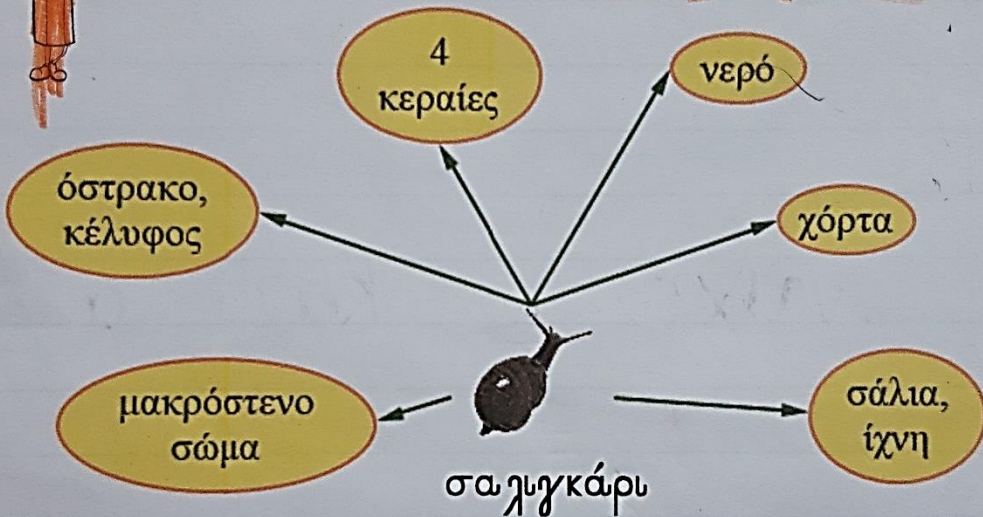 4
κεραίες
νερό
όστρακο,
κέλυφος
χόρτα
μακρόστενο
σώμα
σάλια,
ίχνη
σαλιγκάρι